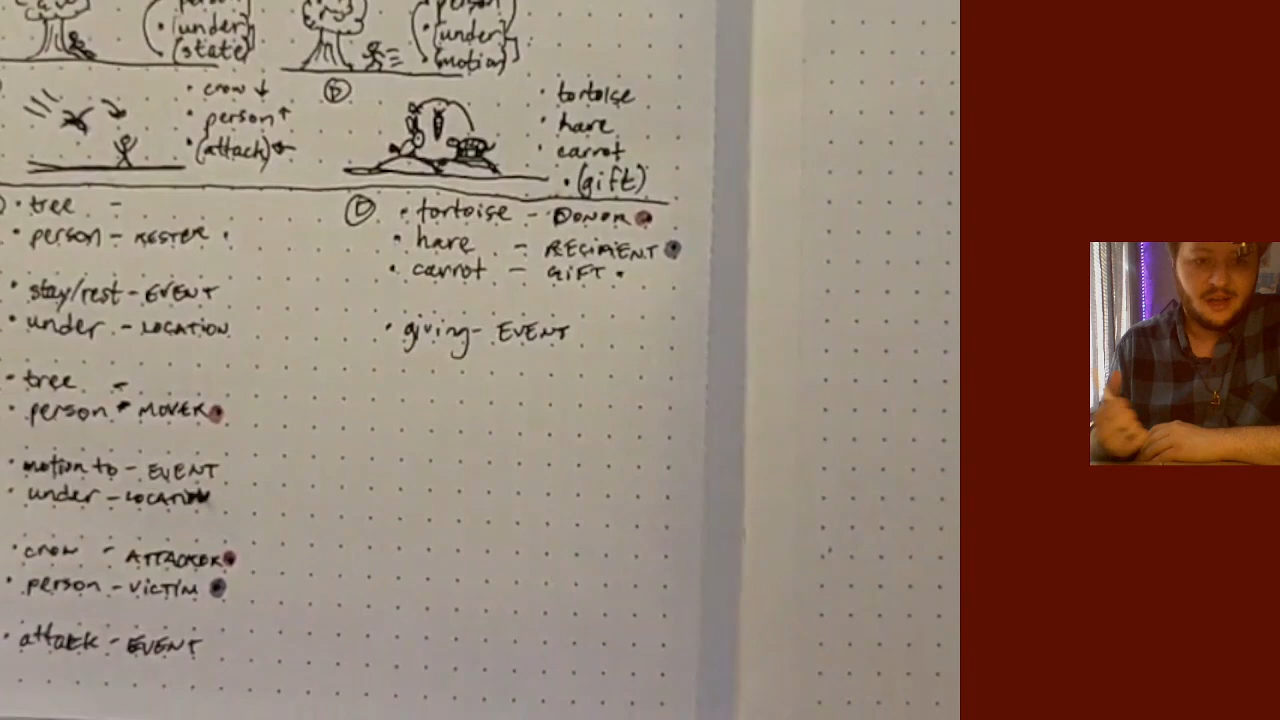 (under)
(state)
(under)
(motion)
• crow ↓
• person ↑
• (attack) ←
B
• tortoise
• hare
• carrot
• (gift)
• tree -
• person - RESTER •
• stay/rest - EVENT
• under - LOCATION
• tree -
• person - MOVER
• motion to - EVENT
• under - LOCATION
• crow - ATTACKER
• person - VICTIM
• attack - EVENT
D
• tortoise - DONOR
• hare - RECIPIENT
• carrot - GIFT •
• giving - EVENT